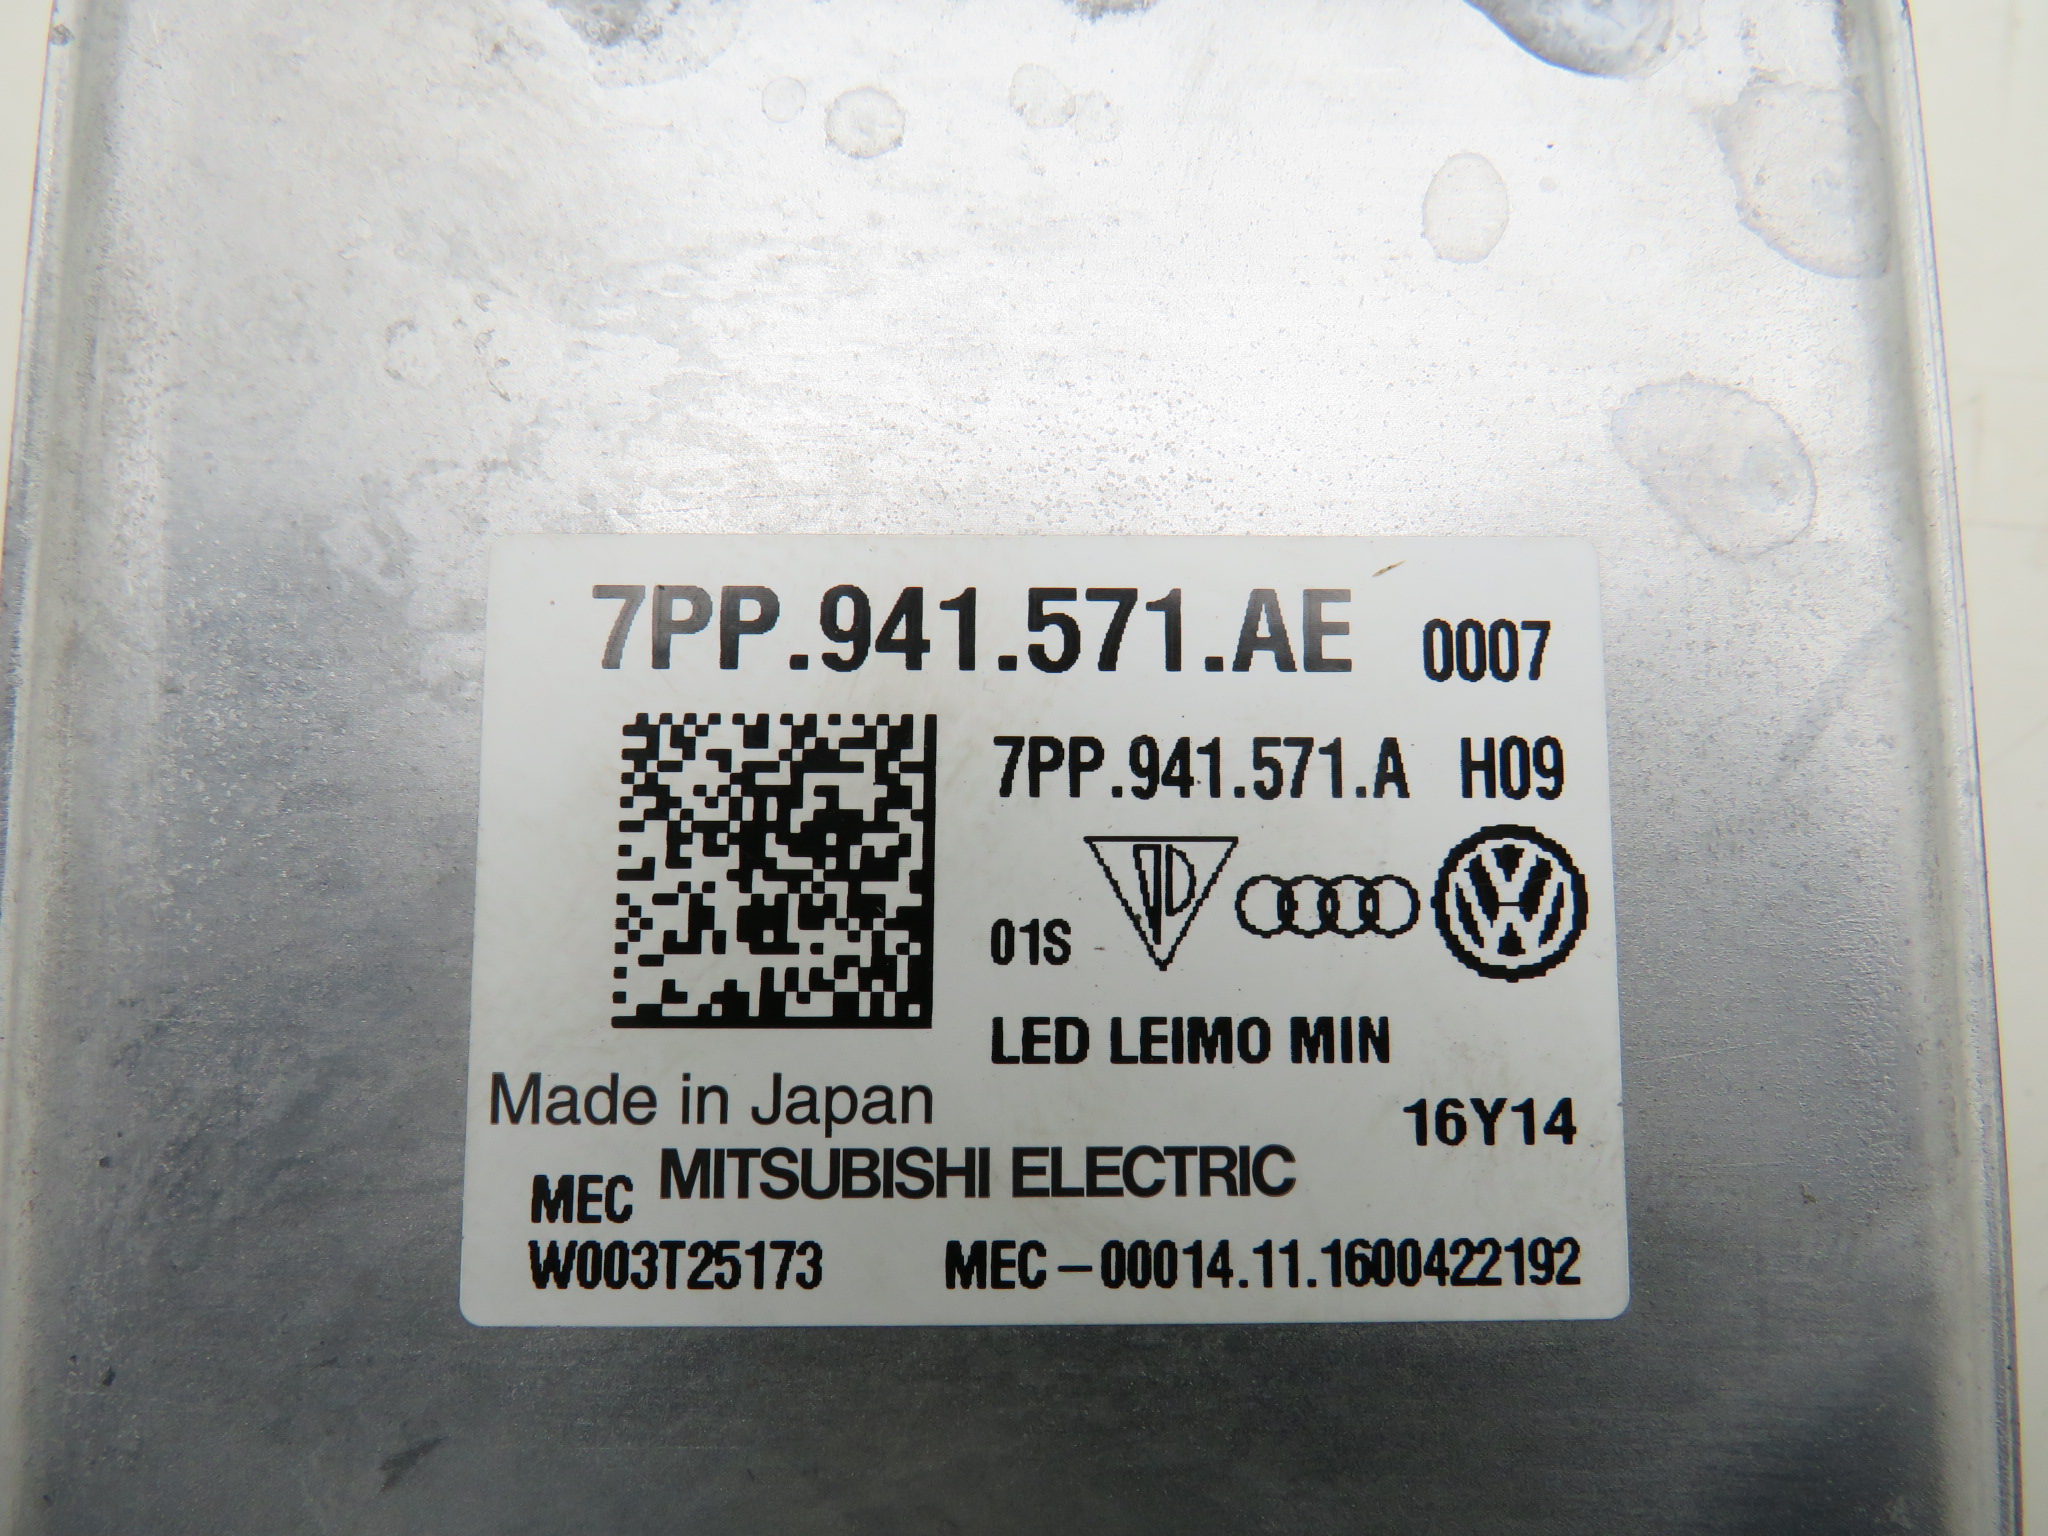 7PP.941.571.AE 0007
7PP.941.571.A H09
01S
LED LEIMO MIN
Made in Japan
16Y14
MEC MITSUBISHI ELECTRIC
W003T25173 MEC-00014.11.1600422192